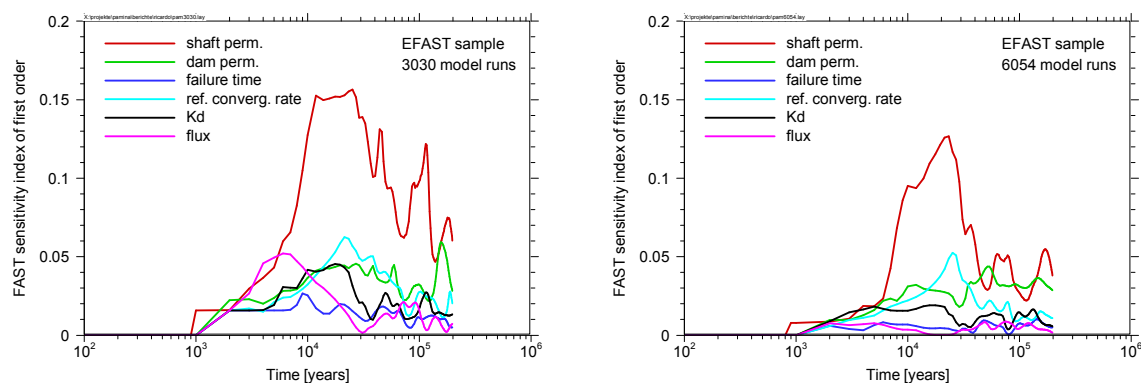 X:\projekte\pamina\berichte\ricardo\pam3030.lay
0.2
0.15
0.1
0.05
0
FAST sensitivity index of first order
shaft perm.
dam perm.
failure time
ref. converg. rate
Kd
flux
EFAST sample
3030 model runs
10² 10³ 10⁴ 10⁵ 10⁶
Time [years]
X:\projekte\pamina\berichte\ricardo\pam6054.lay
0.2
0.15
0.1
0.05
0
FAST sensitivity index of first order
shaft perm.
dam perm.
failure time
ref. converg. rate
Kd
flux
EFAST sample
6054 model runs
10² 10³ 10⁴ 10⁵ 10⁶
Time [years]